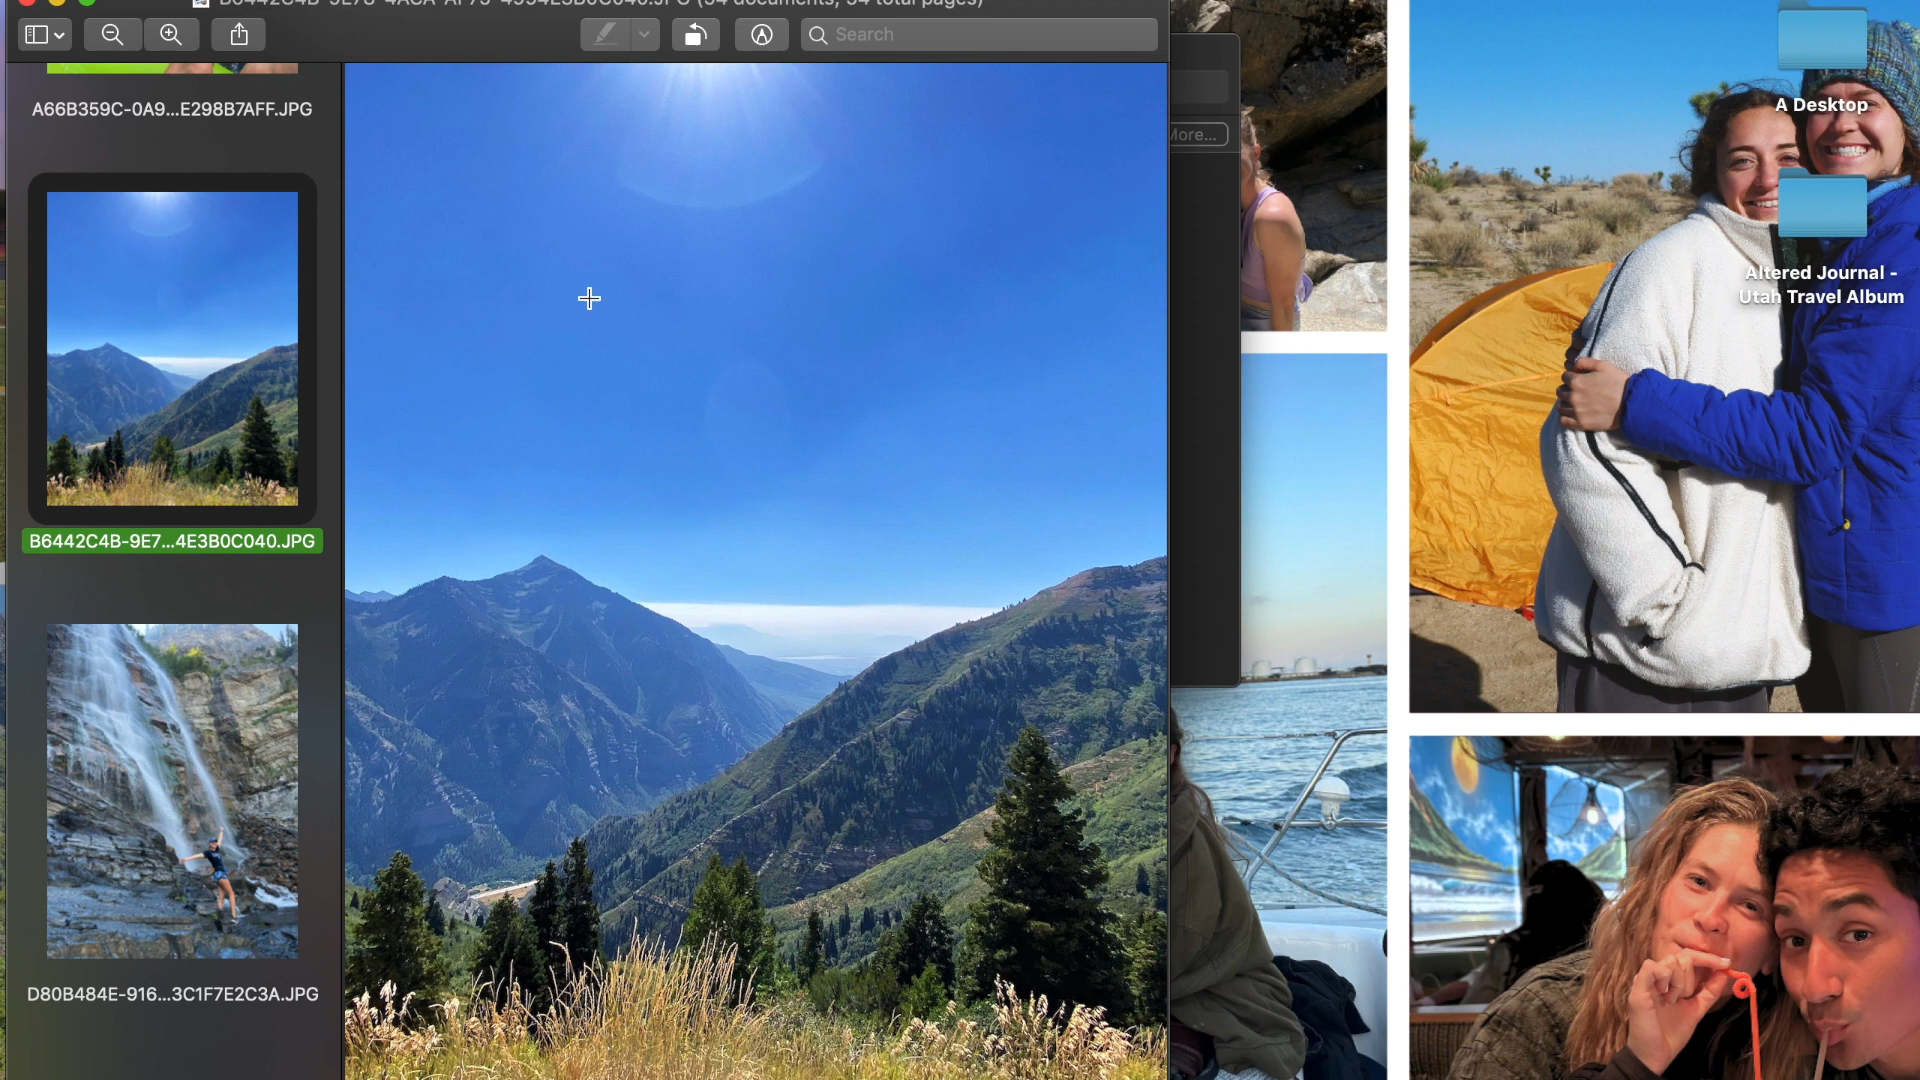 Search
A66B359C-0A9...E298B7AFF.JPG
More...
A Desktop
Altered Journal -
Utah Travel Album
B6442C4B-9E7...4E3B0C040.JPG
D80B484E-916...3C1F7E2C3A.JPG